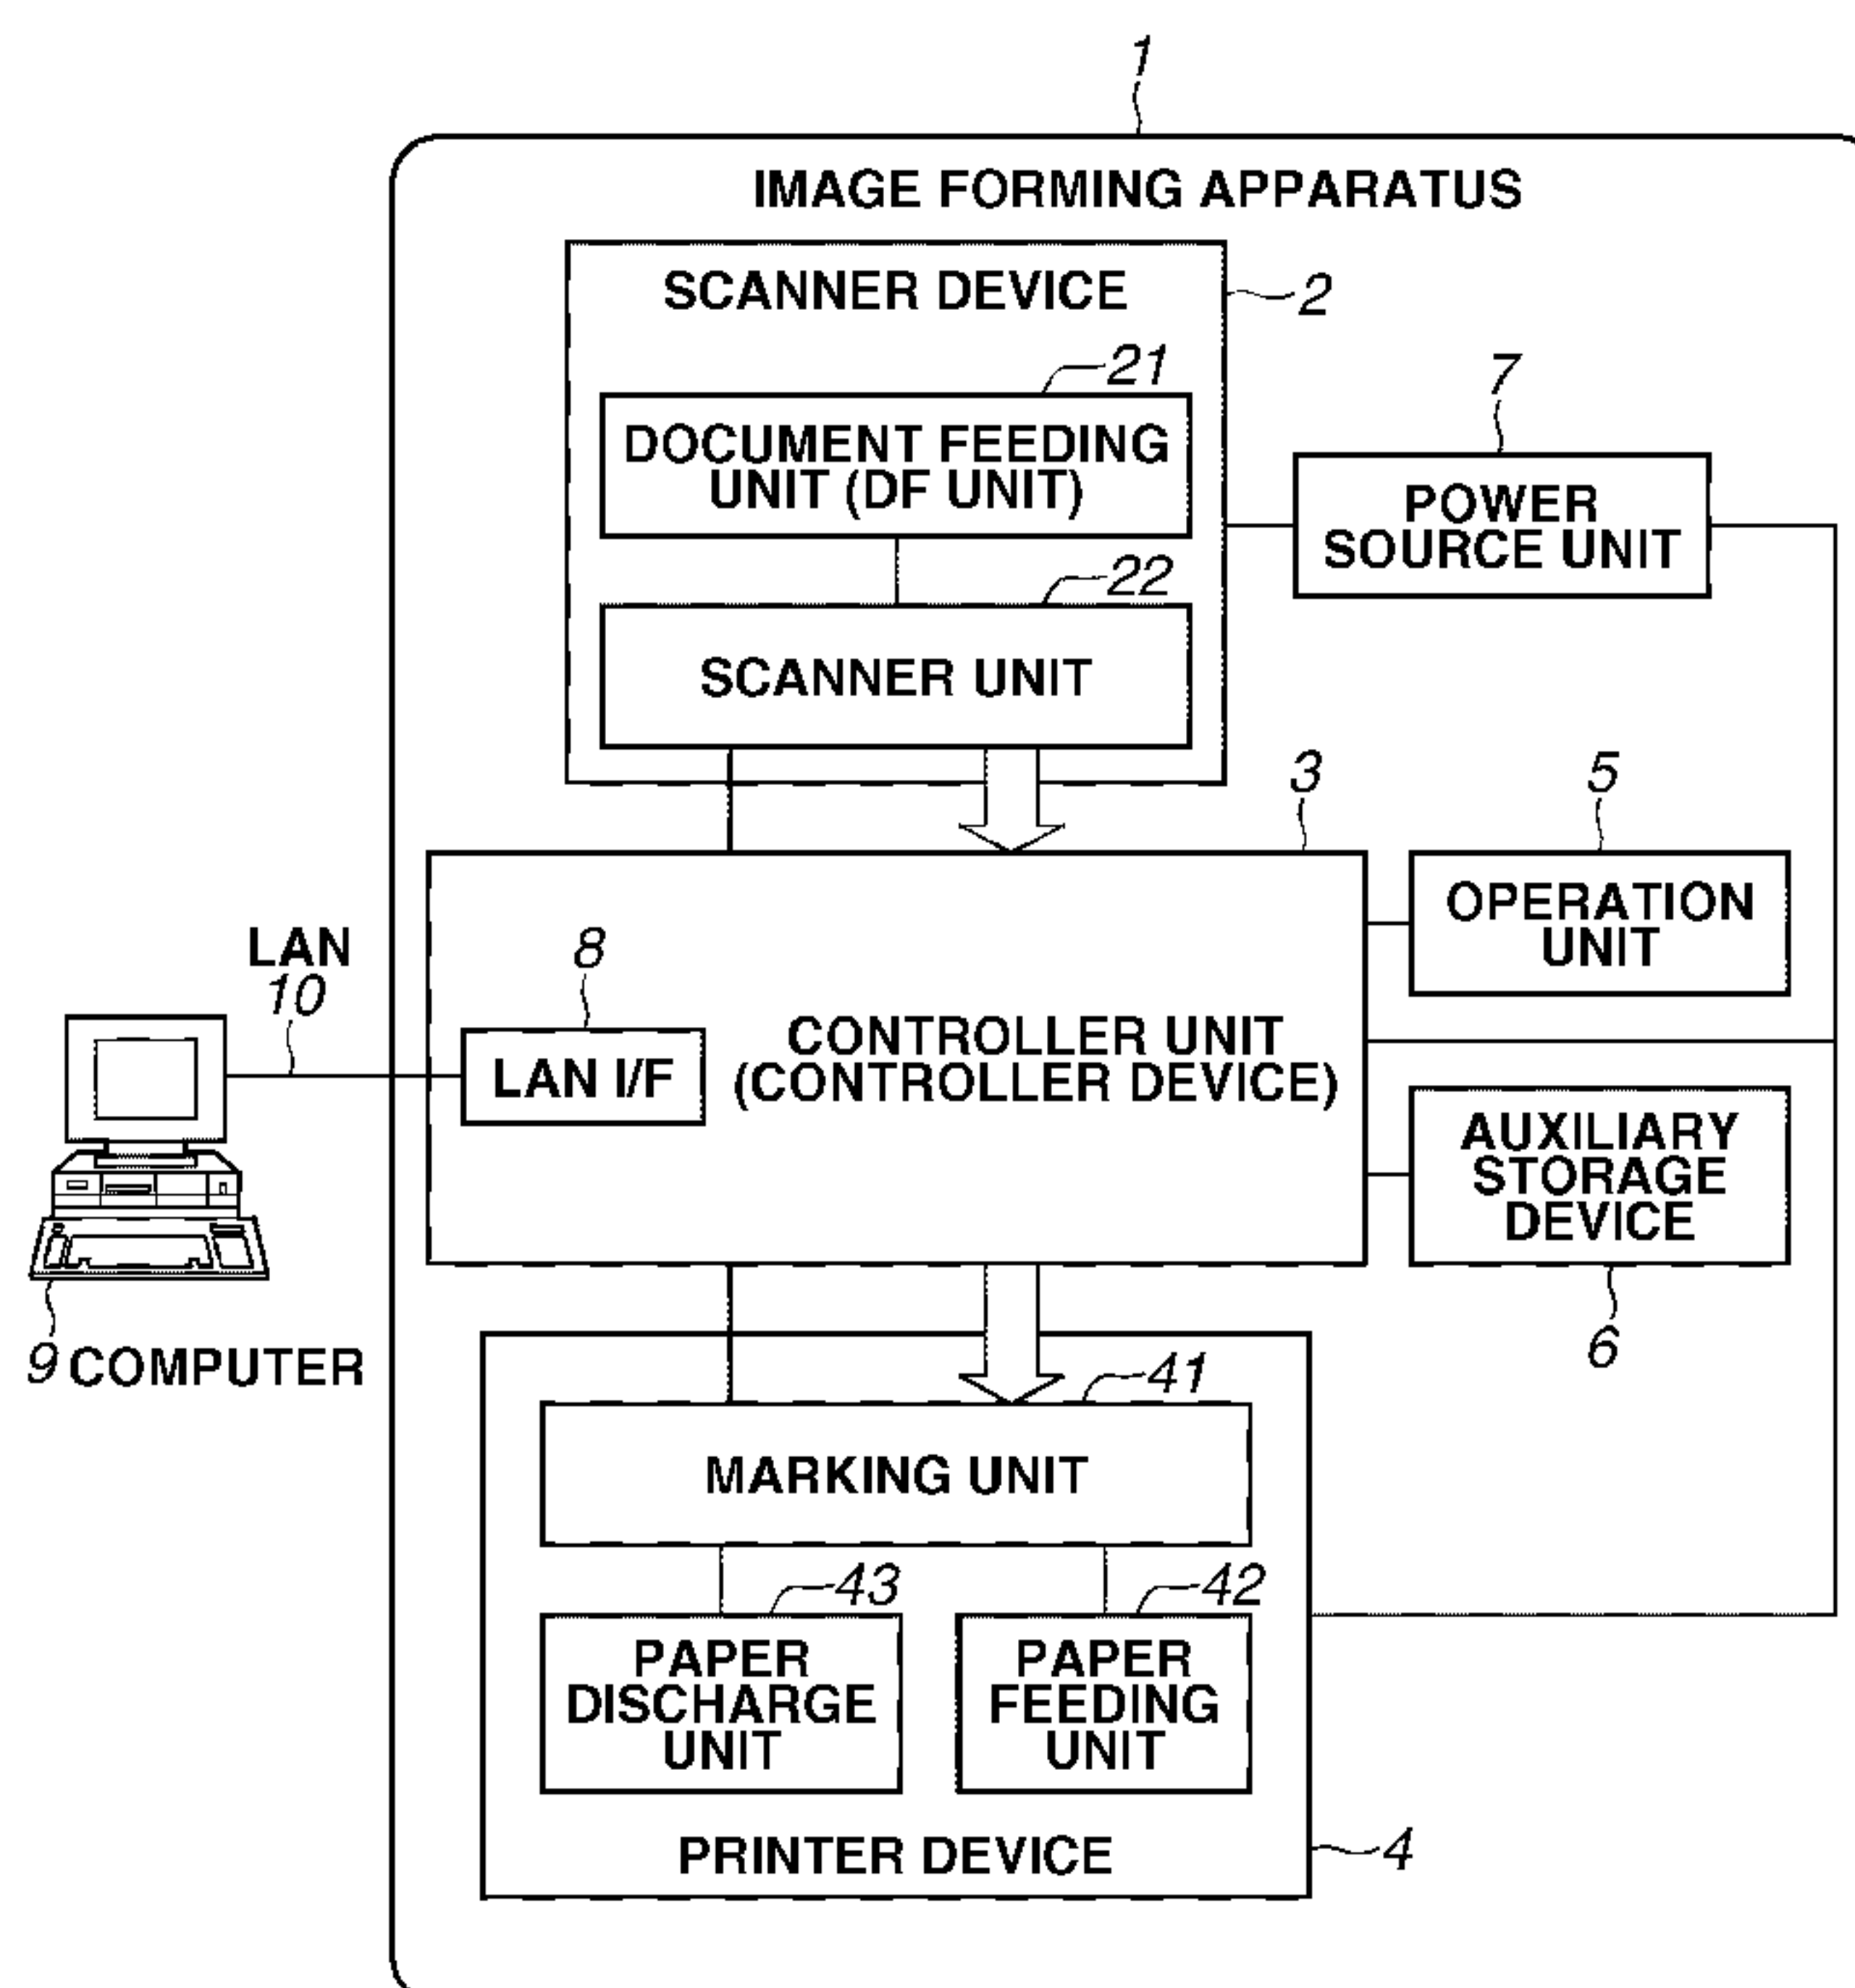 1
IMAGE FORMING APPARATUS
SCANNER DEVICE
2
21
DOCUMENT FEEDING
UNIT (DF UNIT)
7
POWER
SOURCE UNIT
22
SCANNER UNIT
3
5
OPERATION
UNIT
LAN
10
8
LAN I/F
CONTROLLER UNIT
(CONTROLLER DEVICE)
AUXILIARY
STORAGE
DEVICE
6
9 COMPUTER
41
MARKING UNIT
43
42
PAPER
DISCHARGE
UNIT
PAPER
FEEDING
UNIT
PRINTER DEVICE
4